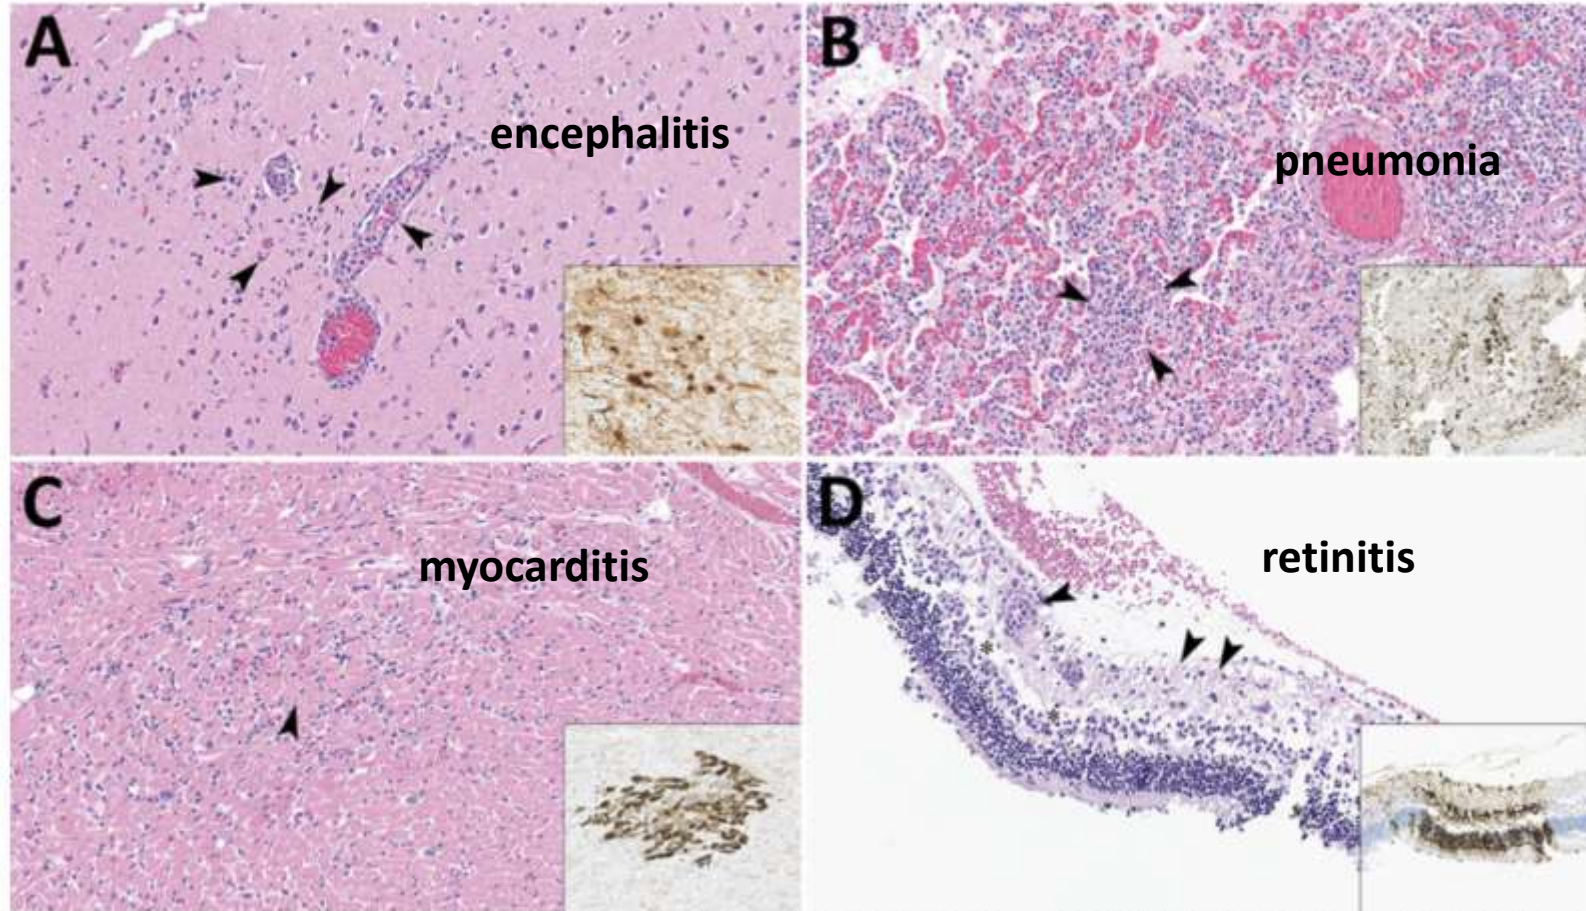 A
encephalitis
B
pneumonia
C
myocarditis
D
retinitis
*
*